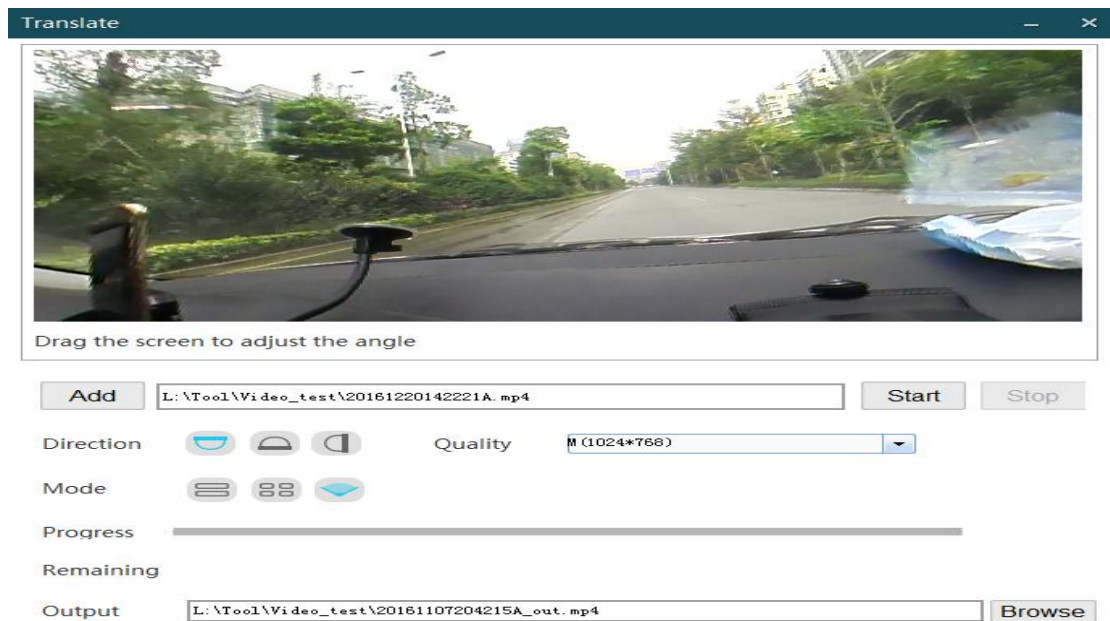 Translate
Drag the screen to adjust the angle
Add L:\Tool\Video_test\20161220142221A.mp4 Start Stop
Direction Quality M(1024*768)
Mode
Progress
Remaining
Output L:\Tool\Video_test\20161107204215A_out.mp4 Browse